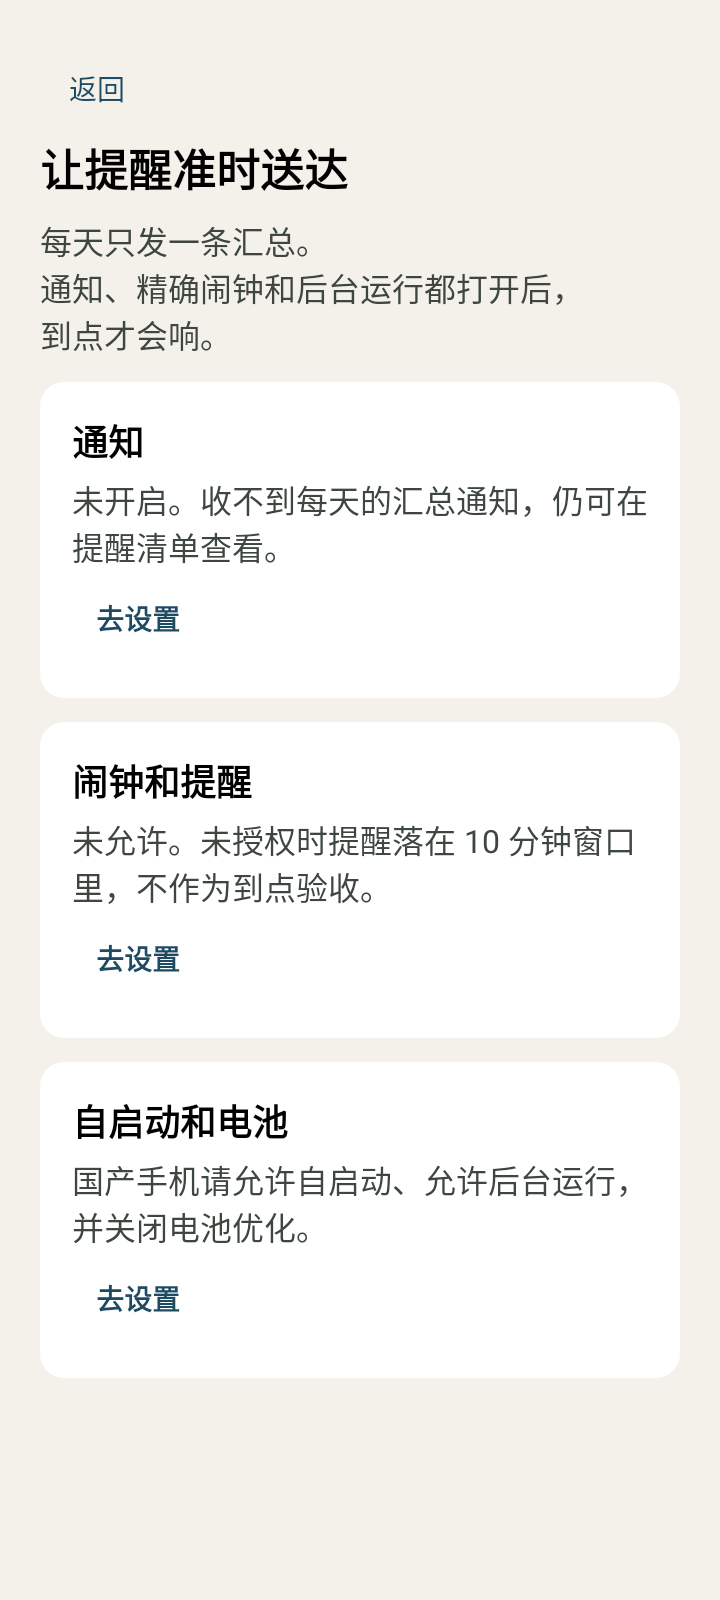 返回
让提醒准时送达
每天只发一条汇总。
通知、精确闹钟和后台运行都打开后，
到点才会响。
通知
未开启。收不到每天的汇总通知，仍可在
提醒清单查看。
去设置
闹钟和提醒
未允许。未授权时提醒落在 10 分钟窗口
里，不作为到点验收。
去设置
自启动和电池
国产手机请允许自启动、允许后台运行，
并关闭电池优化。
去设置